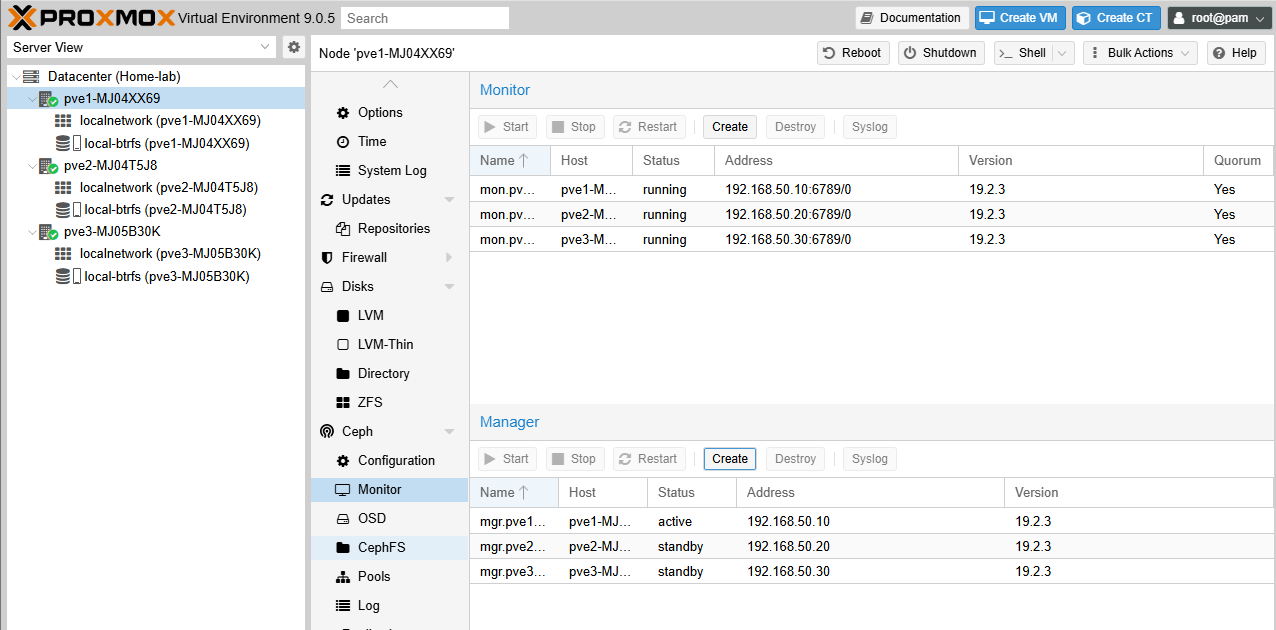 PROXMOX Virtual Environment 9.0.5 Search Documentation Create VM Create CT root@pam
Server View
Node 'pve1-MJ04XX69' Reboot Shutdown >_ Shell Bulk Actions Help
Datacenter (Home-lab)
pve1-MJ04XX69
localnetwork (pve1-MJ04XX69)
local-btrfs (pve1-MJ04XX69)
pve2-MJ04T5J8
localnetwork (pve2-MJ04T5J8)
local-btrfs (pve2-MJ04T5J8)
pve3-MJ05B30K
localnetwork (pve3-MJ05B30K)
local-btrfs (pve3-MJ05B30K)
Options
Time
System Log
Updates
Repositories
Firewall
Disks
LVM
LVM-Thin
Directory
ZFS
Ceph
Configuration
Monitor
OSD
CephFS
Pools
Log
Monitor
Start Stop Restart Create Destroy Syslog
Name Host Status Address Version Quorum
mon.pv... pve1-M... running 192.168.50.10:6789/0 19.2.3 Yes
mon.pv... pve2-M... running 192.168.50.20:6789/0 19.2.3 Yes
mon.pv... pve3-M... running 192.168.50.30:6789/0 19.2.3 Yes
Manager
Start Stop Restart Create Destroy Syslog
Name Host Status Address Version
mgr.pve1... pve1-MJ... active 192.168.50.10 19.2.3
mgr.pve2... pve2-MJ... standby 192.168.50.20 19.2.3
mgr.pve3... pve3-MJ... standby 192.168.50.30 19.2.3